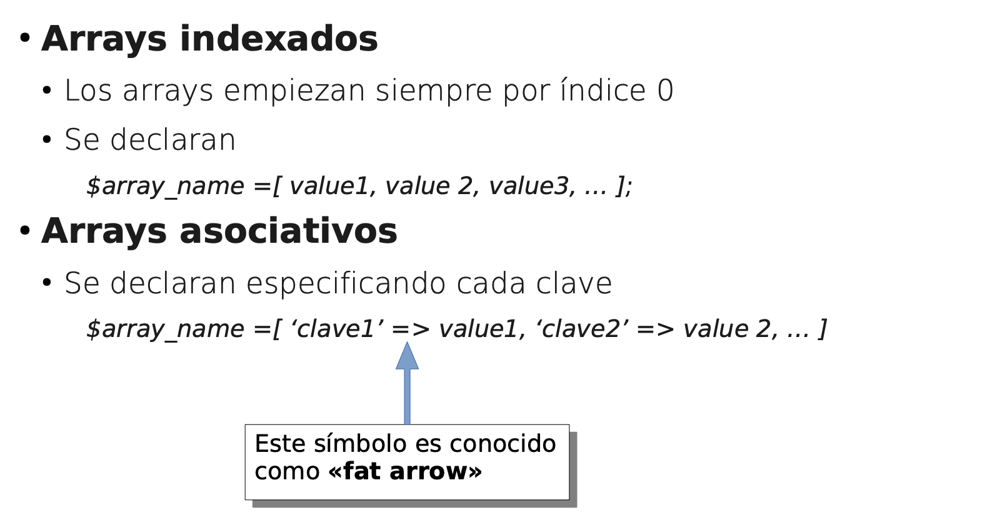 • Arrays indexados
• Los arrays empiezan siempre por índice 0
• Se declaran
$array_name =[ value1, value 2, value3, … ];
• Arrays asociativos
• Se declaran especificando cada clave
$array_name =[ ‘clave1’ => value1, ‘clave2’ => value 2, … ]
Este símbolo es conocido
como «fat arrow»